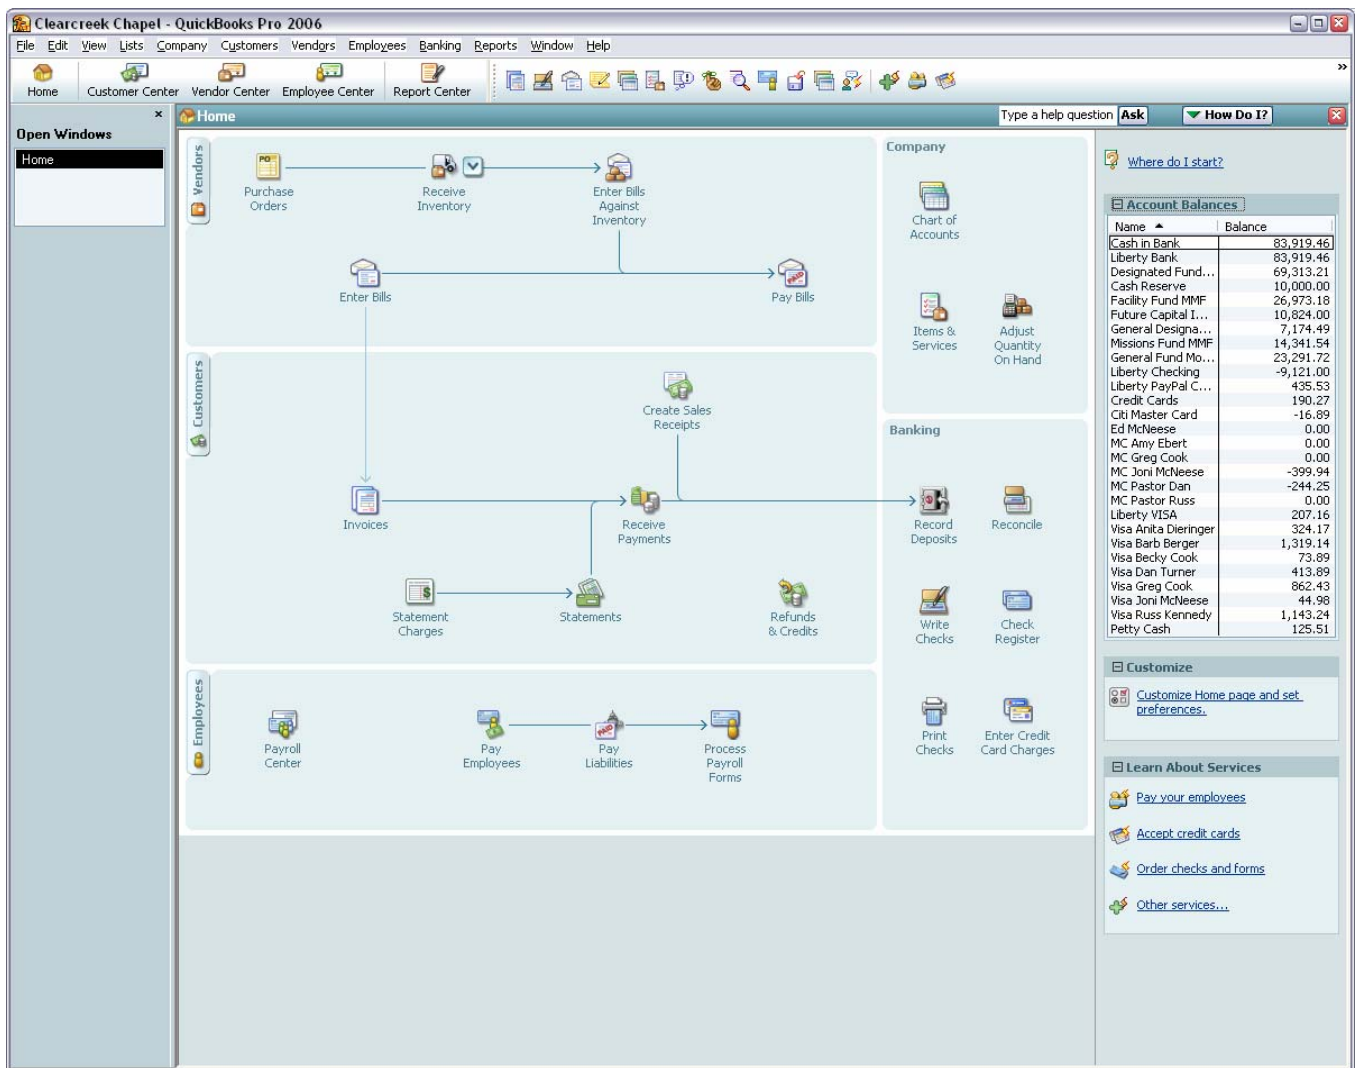 Clearcreek Chapel - QuickBooks Pro 2006
File Edit View Lists Company Customers Vendors Employees Banking Reports Window Help
Home Customer Center Vendor Center Employee Center Report Center
Open Windows
Home
Home
Type a help question Ask How Do I?
Vendors
PO
Purchase
Orders
Receive
Inventory
Enter Bills
Against
Inventory
Enter Bills
PAID
Pay Bills
Customers
Create Sales
Receipts
Invoices
Receive
Payments
Statement
Charges
Statements
Refunds
& Credits
Employees
Payroll
Center
Pay
Employees
PAID
Pay
Liabilities
Process
Payroll
Forms
Company
Chart of
Accounts
Items &
Services
Adjust
Quantity
On Hand
Banking
Record
Deposits
Reconcile
Write
Checks
Check
Register
Print
Checks
Enter Credit
Card Charges
Where do I start?
Account Balances
Name Balance
Cash in Bank 83,919.46
Liberty Bank 83,919.46
Designated Fund... 69,313.21
Cash Reserve 10,000.00
Facility Fund MMF 26,973.18
Future Capital I... 10,824.00
General Designa... 7,174.49
Missions Fund MMF 14,341.54
General Fund Mo... 23,291.72
Liberty Checking -9,121.00
Liberty PayPal C... 435.53
Credit Cards 190.27
Citi Master Card -16.89
Ed McNeese 0.00
MC Amy Ebert 0.00
MC Greg Cook 0.00
MC Joni McNeese -399.94
MC Pastor Dan -244.25
MC Pastor Russ 0.00
Liberty VISA 207.16
Visa Anita Dieringer 324.17
Visa Barb Berger 1,319.14
Visa Becky Cook 73.89
Visa Dan Turner 413.89
Visa Greg Cook 862.43
Visa Joni McNeese 44.98
Visa Russ Kennedy 1,143.24
Petty Cash 125.51
Customize
Customize Home page and set
preferences.
Learn About Services
Pay your employees
Accept credit cards
Order checks and forms
Other services...